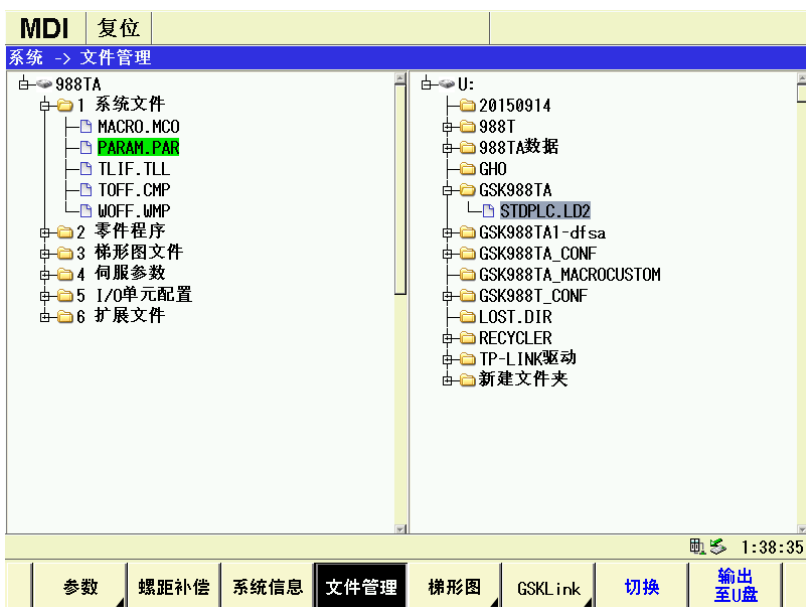 MDI 复位
系统 -> 文件管理
988TA
1 系统文件
MACRO.MCO
PARAM.PAR
TLIF.TLL
TOFF.CMP
WOFF.WMP
2 零件程序
3 梯形图文件
4 伺服参数
5 I/O单元配置
6 扩展文件
U:
20150914
988T
988TA数据
GHO
GSK988TA
STDPLC.LD2
GSK988TA1-dfsa
GSK988TA_CONF
GSK988TA_MACROCUSTOM
GSK988T_CONF
LOST.DIR
RECYCLER
TP-LINK驱动
新建文件夹
1:38:35
参数 螺距补偿 系统信息 文件管理 梯形图 GSKLink 切换 输出
至U盘